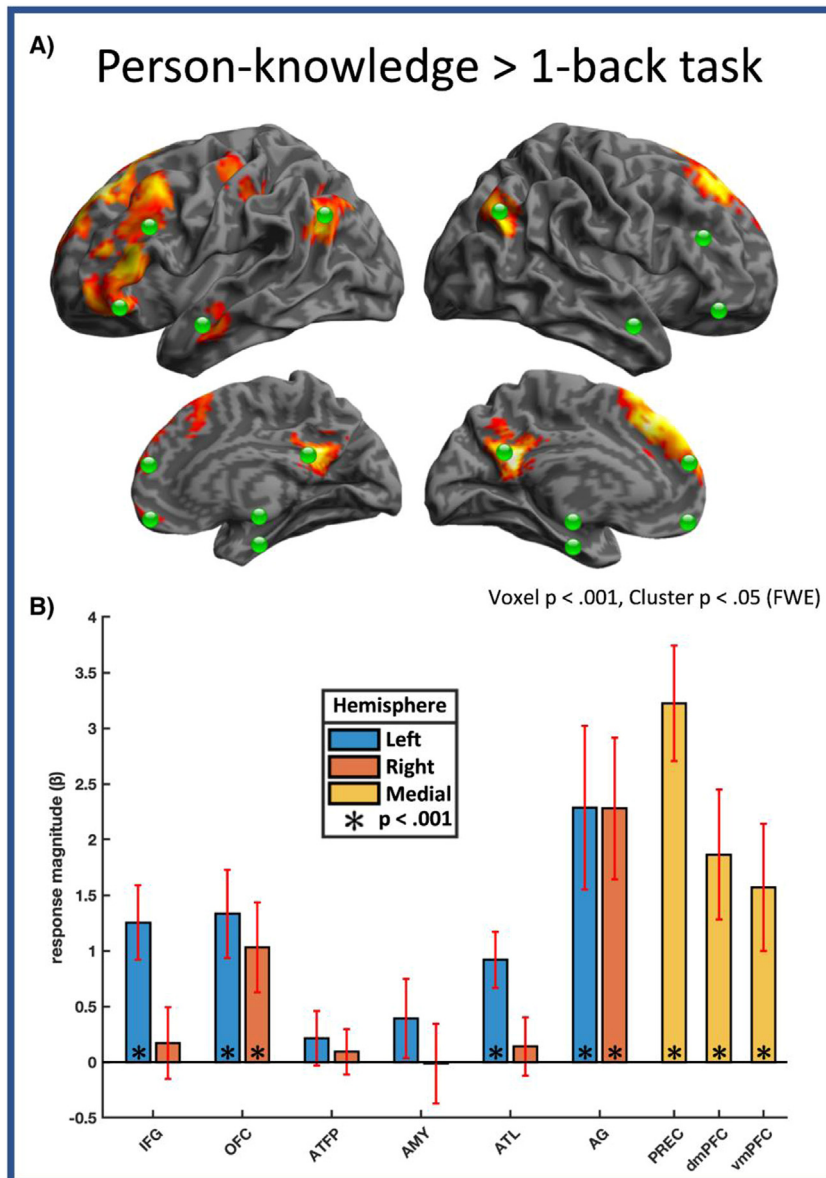 A)
Person-knowledge > 1-back task
Voxel p < .001, Cluster p < .05 (FWE)
B)
4
3.5
3
2.5
2
1.5
1
0.5
0
-0.5
response magnitude (β)
Hemisphere
Left
Right
Medial
* p < .001
* * * * * * * * *
IFG OFC ATFP AMY ATL AG PREC dmPFC vmPFC